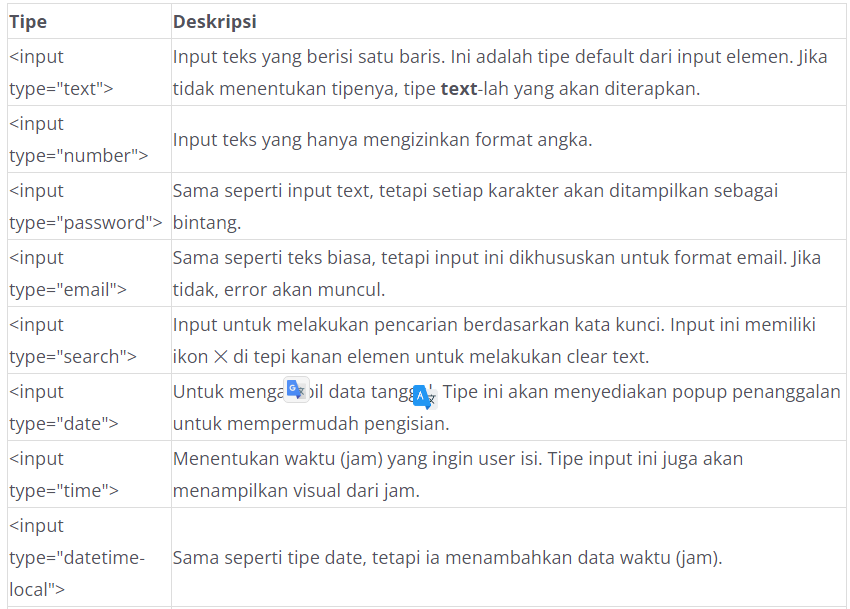 Tipe
Deskripsi
<input
type="text">
Input teks yang berisi satu baris. Ini adalah tipe default dari input elemen. Jika
tidak menentukan tipenya, tipe text-lah yang akan diterapkan.
<input
type="number">
Input teks yang hanya mengizinkan format angka.
<input
type="password">
Sama seperti input text, tetapi setiap karakter akan ditampilkan sebagai
bintang.
<input
type="email">
Sama seperti teks biasa, tetapi input ini dikhususkan untuk format email. Jika
tidak, error akan muncul.
<input
type="search">
Input untuk melakukan pencarian berdasarkan kata kunci. Input ini memiliki
ikon X di tepi kanan elemen untuk melakukan clear text.
<input
type="date">
Untuk data Tipe ini akan menyediakan popup penanggalan
untuk mempermudah pengisian.
<input
type="time">
Menentukan waktu (jam) yang ingin user isi. Tipe input ini juga akan
menampilkan visual dari jam.
<input
type="datetime-
local">
Sama seperti tipe date, tetapi ia menambahkan data waktu (jam).